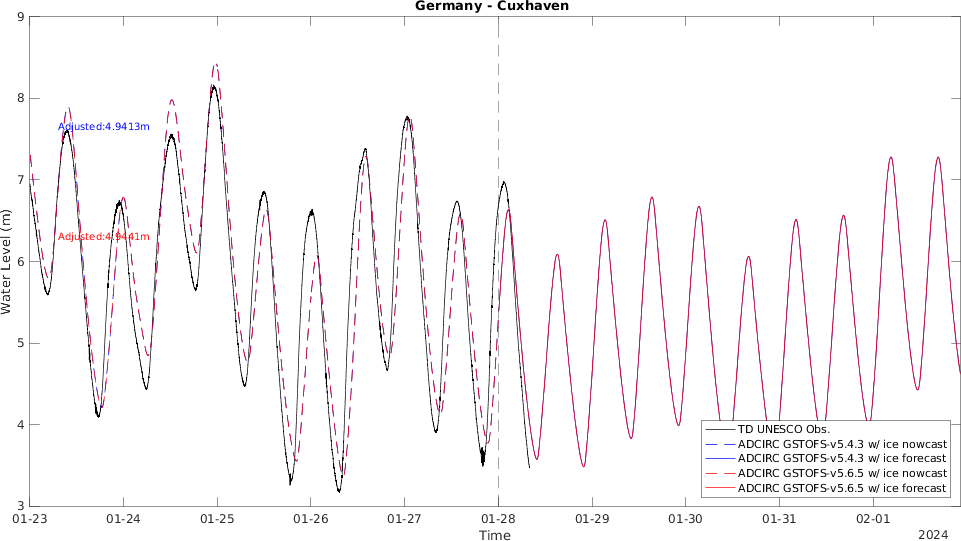 Germany - Cuxhaven
9
8
7
6
5
4
3
Water Level (m)
Adjusted:4.9413m
Adjusted:4.9441m
TD UNESCO Obs.
ADCIRC GSTOFS-v5.4.3 w/ ice nowcast
ADCIRC GSTOFS-v5.4.3 w/ ice forecast
ADCIRC GSTOFS-v5.6.5 w/ ice nowcast
ADCIRC GSTOFS-v5.6.5 w/ ice forecast
01-23 01-24 01-25 01-26 01-27 01-28 01-29 01-30 01-31 02-01
Time
2024